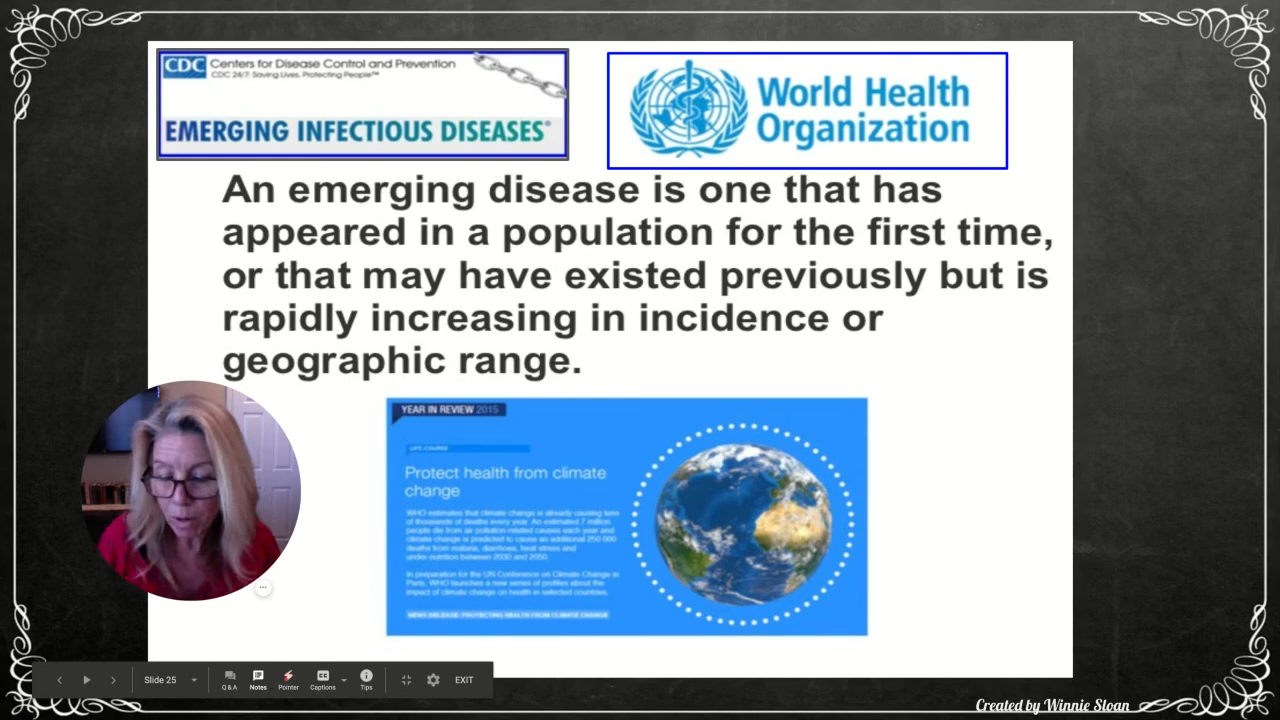 CDC Centers for Disease Control and Prevention
CDC 24/7: Saving Lives, Protecting People™
EMERGING INFECTIOUS DISEASES®
World Health
Organization
An emerging disease is one that has
appeared in a population for the first time,
or that may have existed previously but is
rapidly increasing in incidence or
geographic range.
YEAR IN REVIEW 2015
LIFE COURSE
Protect health from climate
change
WHO estimates that climate change is already causing tens
of thousands of deaths every year. An estimated 7 million
people die from air pollution-related causes each year and
climate change is predicted to cause an additional 250 000
deaths from malaria, diarrhoea, heat stress and
under-nutrition between 2030 and 2050.
In preparation for the UN Conference on Climate Change in
Paris, WHO launches a new series of profiles about the
impact of climate change on health in selected countries.
NEWS RELEASE: PROTECTING HEALTH FROM CLIMATE CHANGE
Slide 25
Q&A
Notes
Pointer
CC
Captions
Tips
EXIT
Created by Winnie Sloan